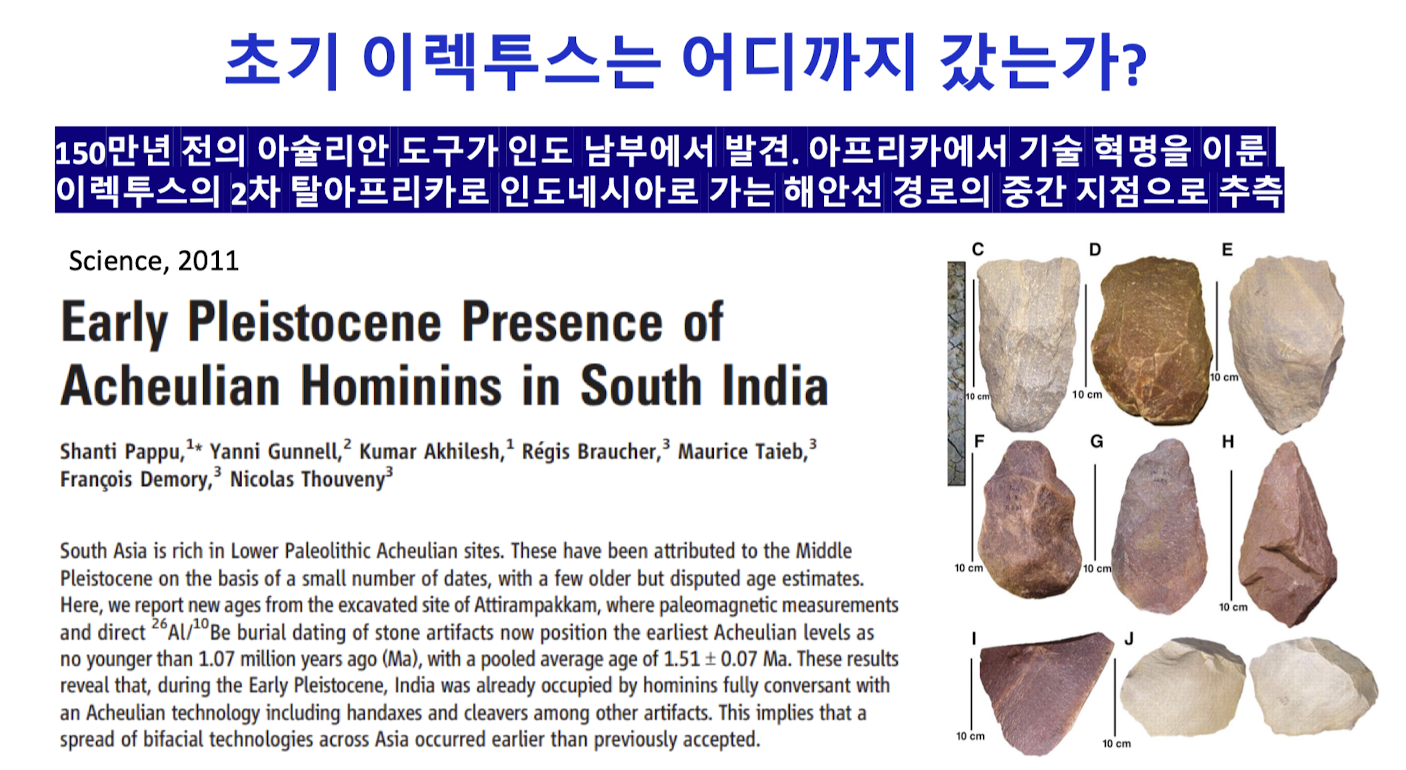 초기 이렉투스는 어디까지 갔는가?
150만년 전의 아슐리안 도구가 인도 남부에서 발견. 아프리카에서 기술 혁명을 이룬
이렉투스의 2차 탈아프리카로 인도네시아로 가는 해안선 경로의 중간 지점으로 추측
Science, 2011
Early Pleistocene Presence of
Acheulian Hominins in South India
Shanti Pappu,¹* Yanni Gunnell,² Kumar Akhilesh,¹ Régis Braucher,³ Maurice Taieb,³
François Demory,³ Nicolas Thouveny³
South Asia is rich in Lower Paleolithic Acheulian sites. These have been attributed to the Middle
Pleistocene on the basis of a small number of dates, with a few older but disputed age estimates.
Here, we report new ages from the excavated site of Attirampakkam, where paleomagnetic measurements
and direct ²⁶Al/¹⁰Be burial dating of stone artifacts now position the earliest Acheulian levels as
no younger than 1.07 million years ago (Ma), with a pooled average age of 1.51 ± 0.07 Ma. These results
reveal that, during the Early Pleistocene, India was already occupied by hominins fully conversant with
an Acheulian technology including handaxes and cleavers among other artifacts. This implies that a
spread of bifacial technologies across Asia occurred earlier than previously accepted.
C D E
10 cm 10 cm 10 cm
F G H
10 cm 10 cm 10 cm
I J
10 cm 10 cm